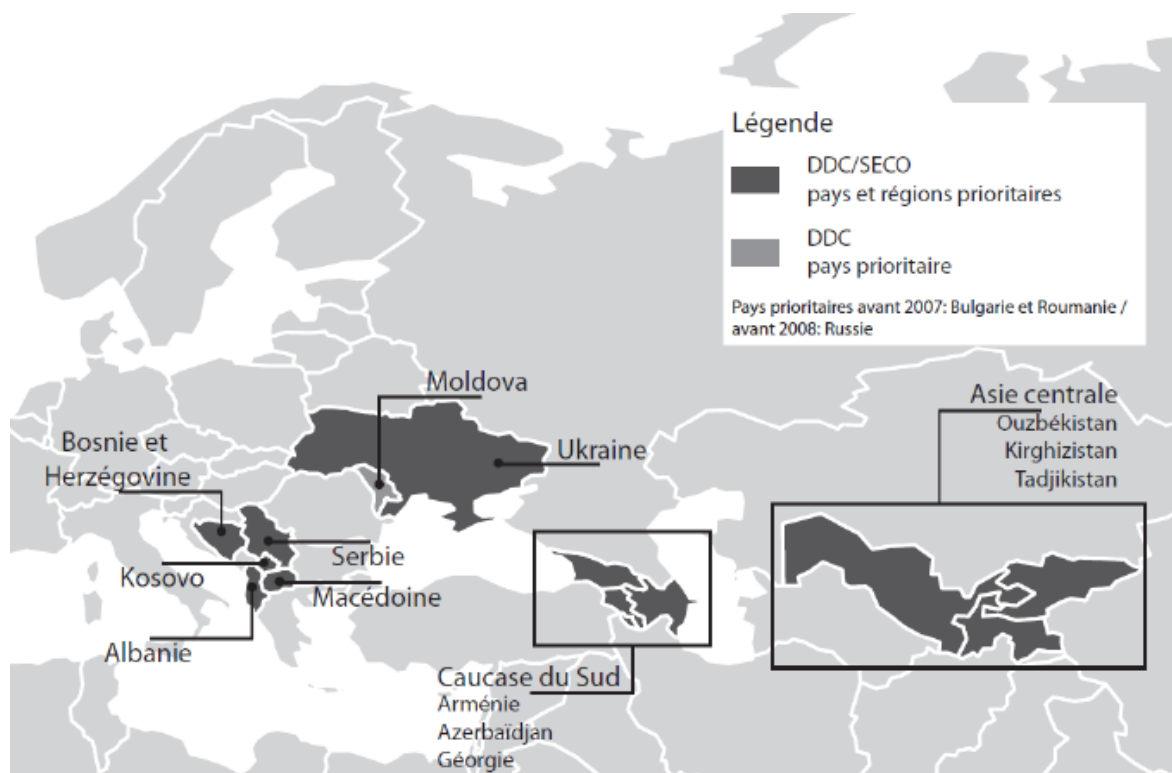 Légende
DDC/SECO
pays et régions prioritaires
DDC
pays prioritaire
Pays prioritaires avant 2007: Bulgarie et Roumanie /
avant 2008: Russie
Moldova
Asie centrale
Ouzbékistan
Kirghizistan
Tadjikistan
Bosnie et
Herzégovine
Ukraine
Serbie
Kosovo
Macédoine
Albanie
Caucase du Sud
Arménie
Azerbaïdjan
Géorgie